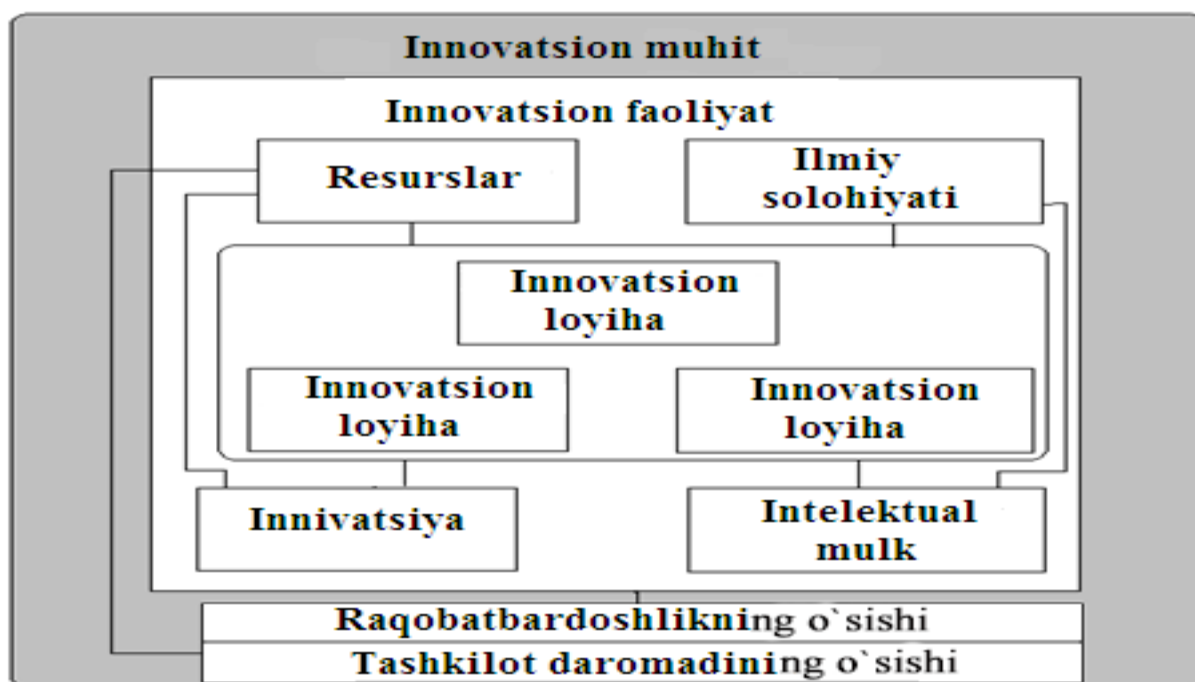 Innovatsion muhit
Innovatsion faoliyat
Resurslar
Ilmiy
solohiyati
Innovatsion
loyiha
Innovatsion
loyiha
Innovatsion
loyiha
Innivatsiya
Intelektual
mulk
Raqobatbardoshlikning o`sishi
Tashkilot daromadining o`sishi